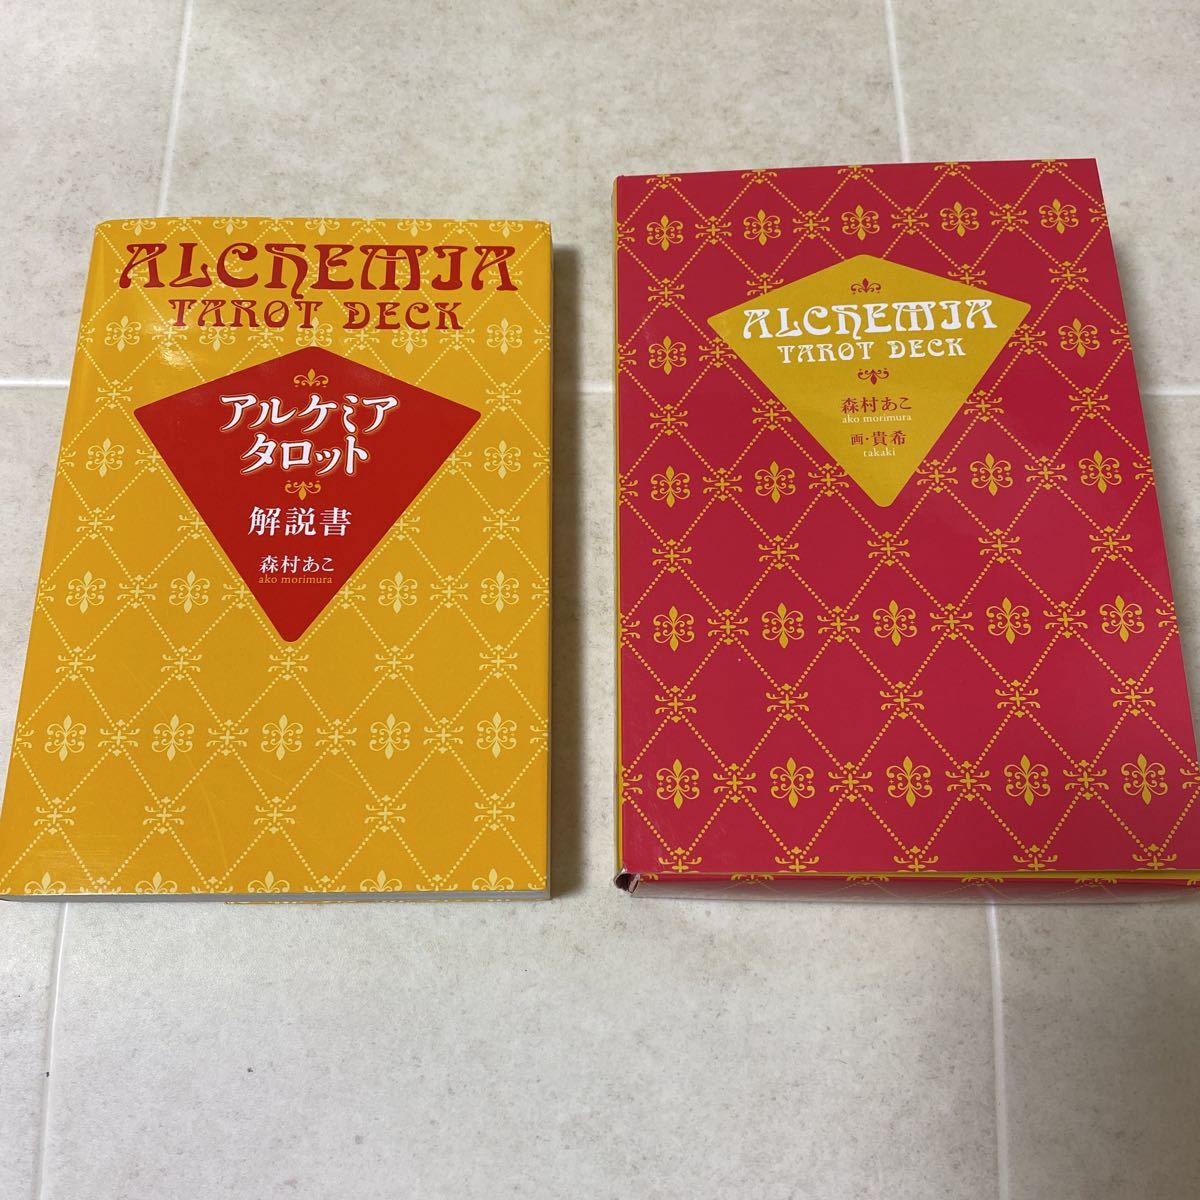 ALCHEMIA
TAROT DECK
アルケミア
タロット
解説書
森村あこ
ako morimura
ALCHEMIA
TAROT DECK
森村あこ
ako morimura
画・貴希
takaki